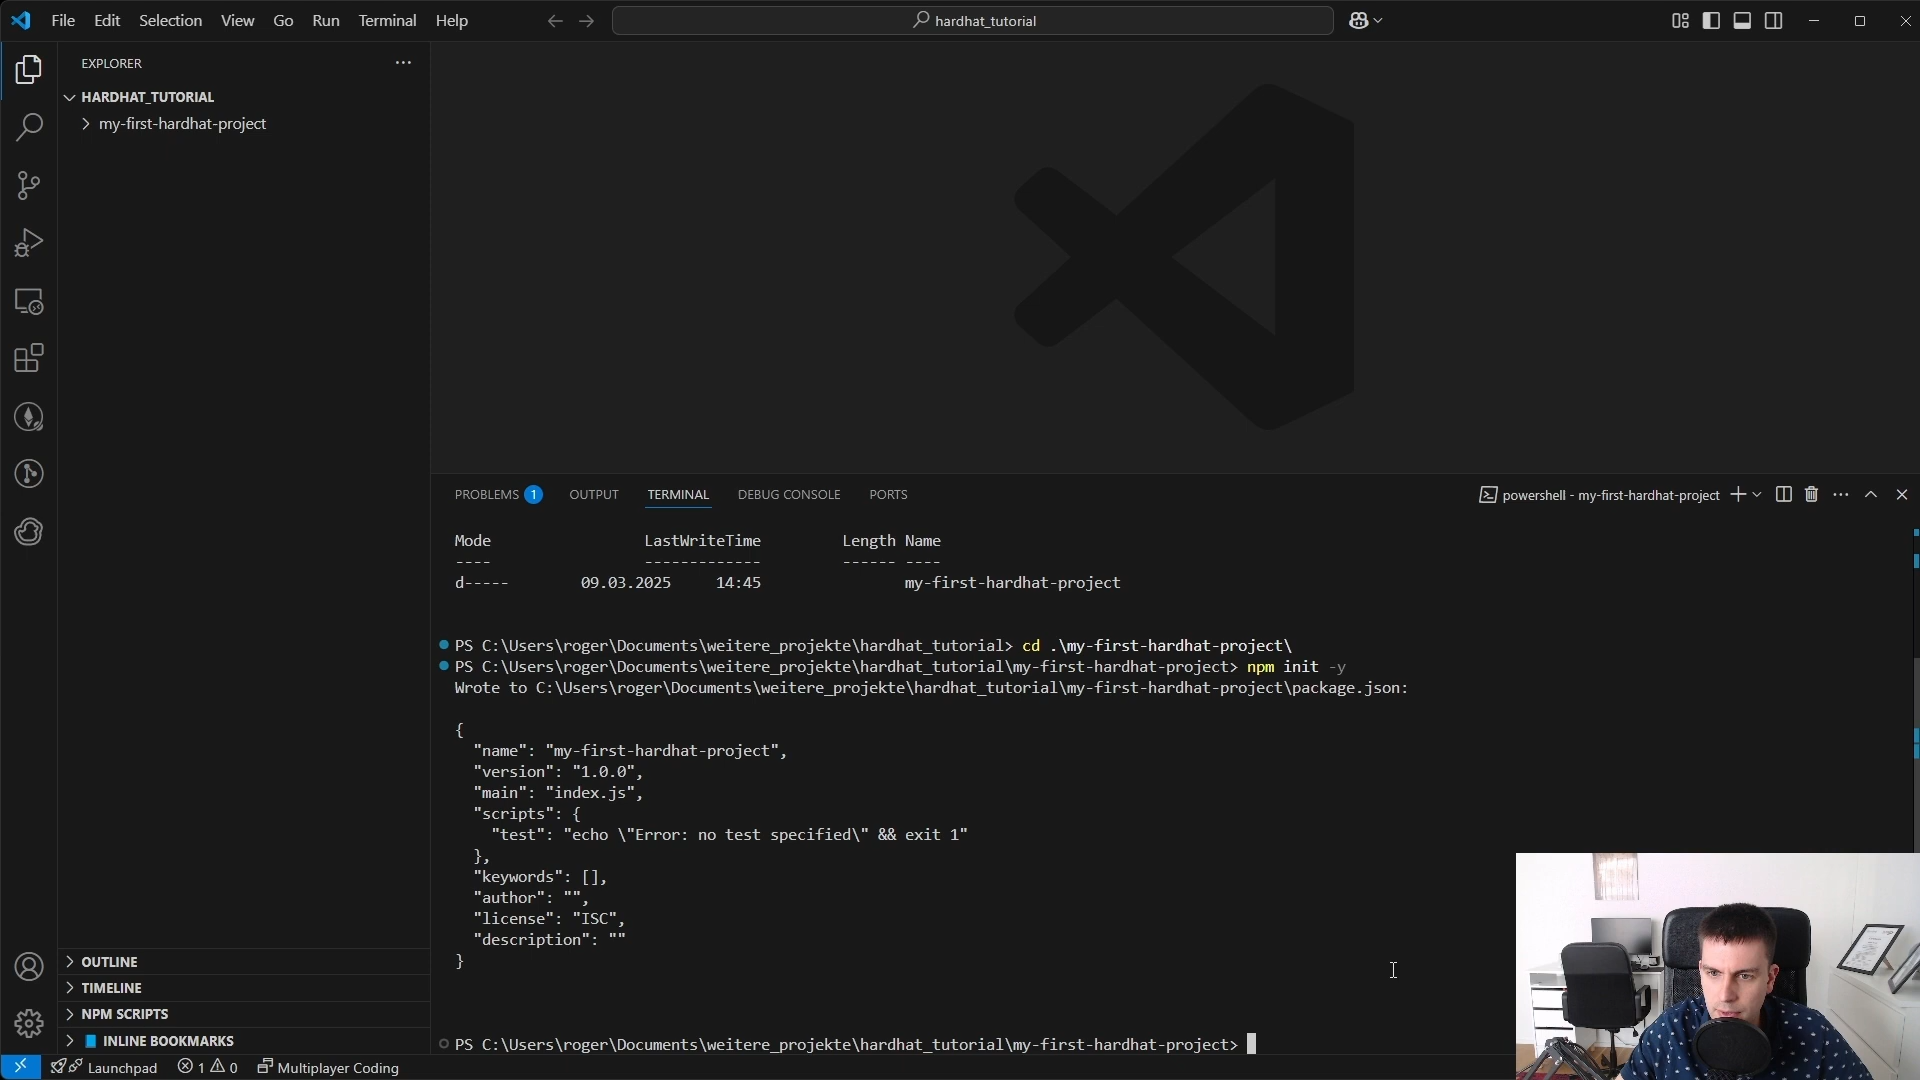 File Edit Selection View Go Run Terminal Help
hardhat_tutorial
EXPLORER
HARDHAT_TUTORIAL
my-first-hardhat-project
PROBLEMS 1 OUTPUT TERMINAL DEBUG CONSOLE PORTS
powershell - my-first-hardhat-project
Mode LastWriteTime Length Name
---- ------------- ------ ----
d----- 09.03.2025 14:45 my-first-hardhat-project
PS C:\Users\roger\Documents\weitere_projekte\hardhat_tutorial> cd .\my-first-hardhat-project\
PS C:\Users\roger\Documents\weitere_projekte\hardhat_tutorial\my-first-hardhat-project> npm init -y
Wrote to C:\Users\roger\Documents\weitere_projekte\hardhat_tutorial\my-first-hardhat-project\package.json:
{
"name": "my-first-hardhat-project",
"version": "1.0.0",
"main": "index.js",
"scripts": {
"test": "echo \"Error: no test specified\" && exit 1"
},
"keywords": [],
"author": "",
"license": "ISC",
"description": ""
}
PS C:\Users\roger\Documents\weitere_projekte\hardhat_tutorial\my-first-hardhat-project>
OUTLINE
TIMELINE
NPM SCRIPTS
INLINE BOOKMARKS
Launchpad 1 0 Multiplayer Coding